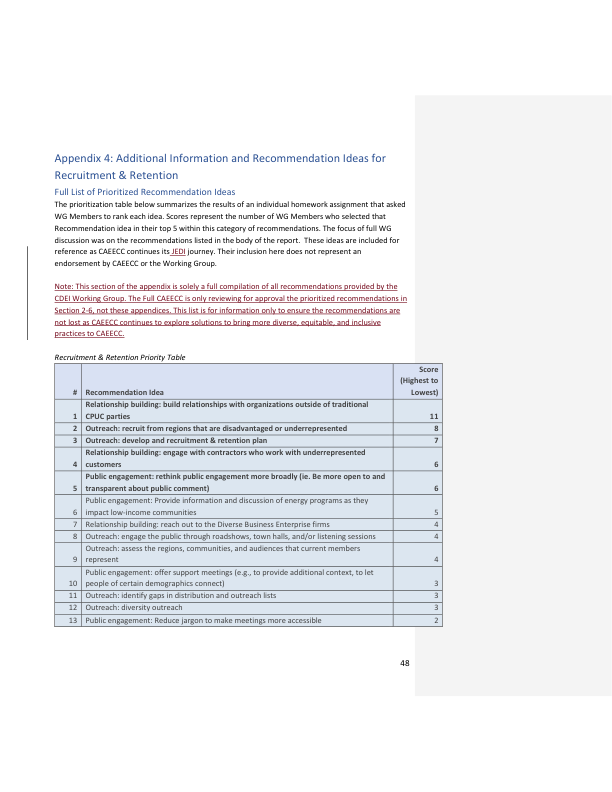 Appendix 4: Additional Information and Recommendation Ideas for
Recruitment & Retention
Full List of Prioritized Recommendation Ideas
The prioritization table below summarizes the results of an individual homework assignment that asked
WG Members to rank each idea. Scores represent the number of WG Members who selected that
Recommendation idea in their top 5 within this category of recommendations. The focus of full WG
discussion was on the recommendations listed in the body of the report.  These ideas are included for
reference as CAEECC continues its JEDI journey. Their inclusion here does not represent an
endorsement by CAEECC or the Working Group.
Note: This section of the appendix is solely a full compilation of all recommendations provided by the
CDEI Working Group. The Full CAEECC is only reviewing for approval the prioritized recommendations in
Section 2-6, not these appendices. This list is for information only to ensure the recommendations are
not lost as CAEECC continues to explore solutions to bring more diverse, equitable, and inclusive
practices to CAEECC.
Recruitment & Retention Priority Table
Score
(Highest to
# Recommendation Idea Lowest)
Relationship building: build relationships with organizations outside of traditional
1 CPUC parties 11
2 Outreach: recruit from regions that are disadvantaged or underrepresented 8
3 Outreach: develop and recruitment & retention plan 7
Relationship building: engage with contractors who work with underrepresented
4 customers 6
Public engagement: rethink public engagement more broadly (ie. Be more open to and
5 transparent about public comment) 6
Public engagement: Provide information and discussion of energy programs as they
6 impact low-income communities 5
7 Relationship building: reach out to the Diverse Business Enterprise firms 4
8 Outreach: engage the public through roadshows, town halls, and/or listening sessions 4
Outreach: assess the regions, communities, and audiences that current members
9 represent 4
Public engagement: offer support meetings (e.g., to provide additional context, to let
10 people of certain demographics connect) 3
11 Outreach: identify gaps in distribution and outreach lists 3
12 Outreach: diversity outreach 3
13 Public engagement: Reduce jargon to make meetings more accessible 2
48